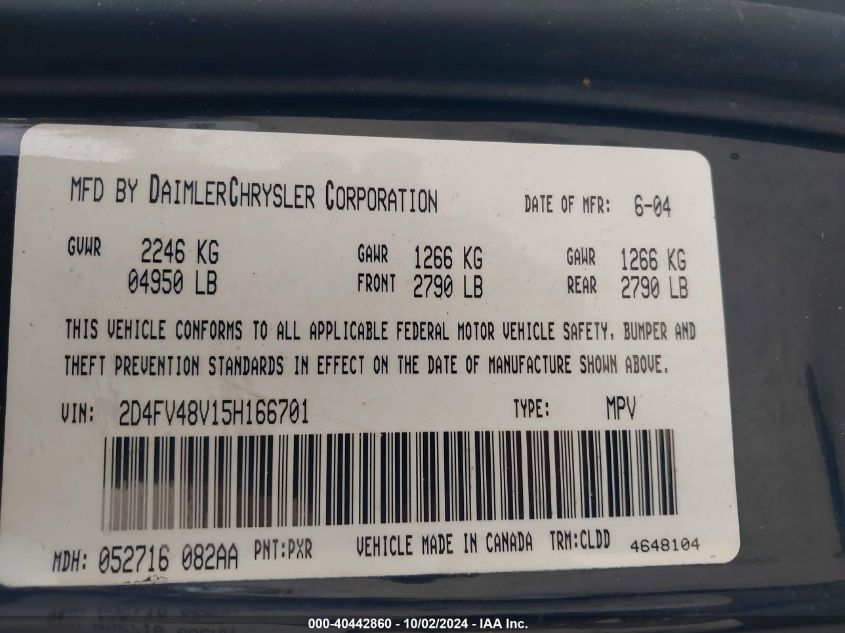 MFD BY DAIMLERCHRYSLER CORPORATION DATE OF MFR: 6-04
GVWR 2246 KG GAWR 1266 KG GAWR 1266 KG
04950 LB FRONT 2790 LB REAR 2790 LB
THIS VEHICLE CONFORMS TO ALL APPLICABLE FEDERAL MOTOR VEHICLE SAFETY, BUMPER AND
THEFT PREVENTION STANDARDS IN EFFECT ON THE DATE OF MANUFACTURE SHOWN ABOVE.
VIN: 2D4FV48V15H166701 TYPE: MPV
MDH: 052716 082AA PNT:PXR VEHICLE MADE IN CANADA TRM:CLDD 4648104
000-40442860 - 10/02/2024 - IAA Inc.